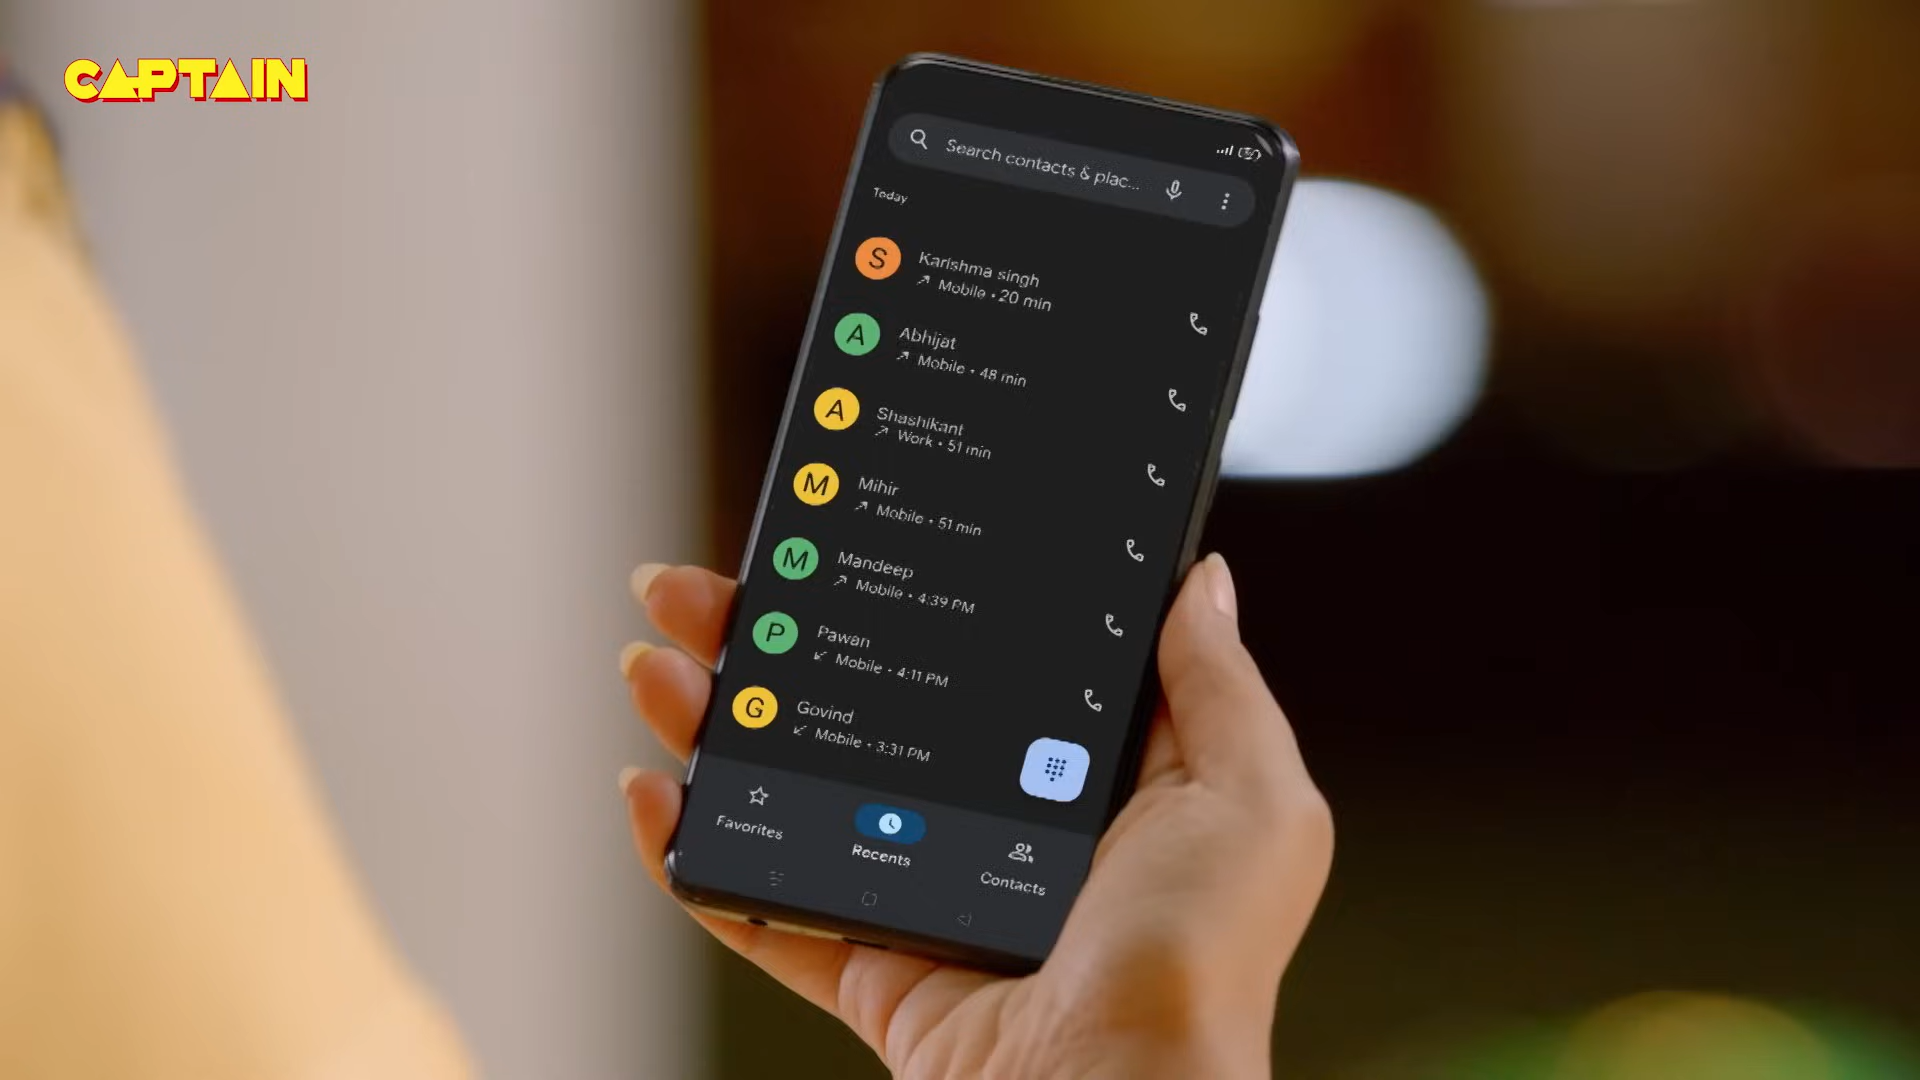 CAPTAIN
Search contacts & plac...
Today
S
Karishma singh
Mobile • 20 min
A
Abhijat
Mobile • 48 min
A
Shashikant
Work • 51 min
M
Mihir
Mobile • 51 min
M
Mandeep
Mobile • 4:39 PM
P
Pawan
Mobile • 4:11 PM
G
Govind
Mobile • 3:31 PM
Favorites
Recents
Contacts